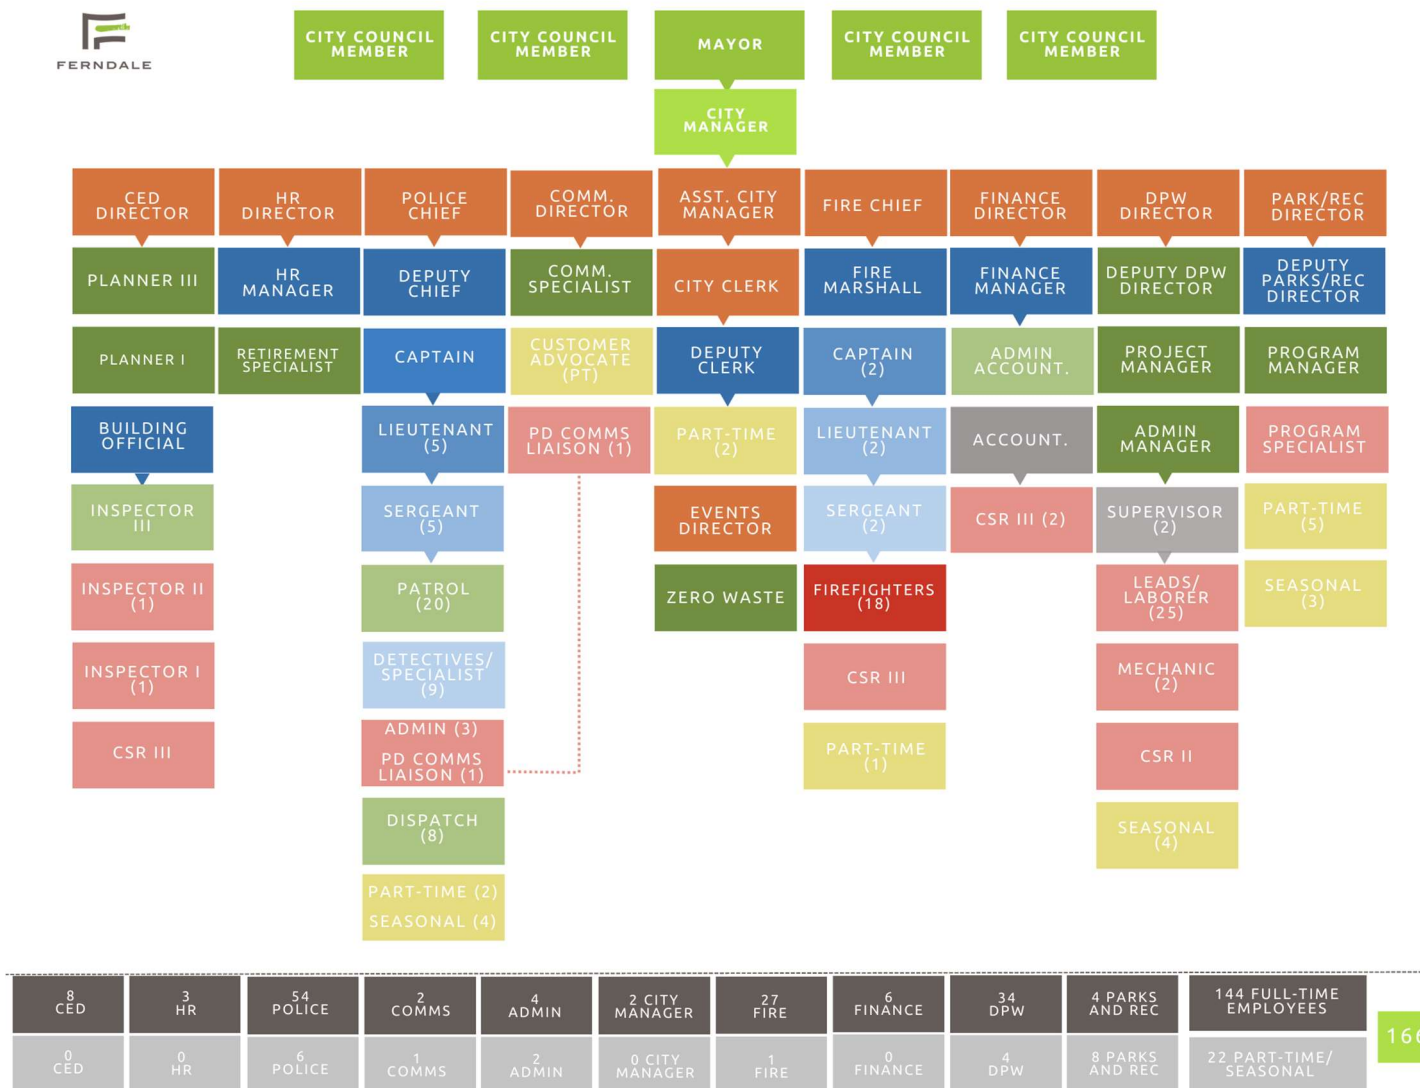 FERNDALE
CITY COUNCIL
MEMBER
CITY COUNCIL
MEMBER
MAYOR
CITY COUNCIL
MEMBER
CITY COUNCIL
MEMBER
CITY
MANAGER
CED
DIRECTOR
HR
DIRECTOR
POLICE
CHIEF
COMM.
DIRECTOR
ASST. CITY
MANAGER
FIRE CHIEF
FINANCE
DIRECTOR
DPW
DIRECTOR
PARK/REC
DIRECTOR
PLANNER III
HR
MANAGER
DEPUTY
CHIEF
COMM.
SPECIALIST
CITY CLERK
FIRE
MARSHALL
FINANCE
MANAGER
DEPUTY DPW
DIRECTOR
DEPUTY
PARKS/REC
DIRECTOR
PLANNER I
RETIREMENT
SPECIALIST
CAPTAIN
CUSTOMER
ADVOCATE
(PT)
DEPUTY
CLERK
CAPTAIN
(2)
ADMIN
ACCOUNT.
PROJECT
MANAGER
PROGRAM
MANAGER
BUILDING
OFFICIAL
LIEUTENANT
(5)
PD COMMS
LIAISON (1)
PART-TIME
(2)
LIEUTENANT
(2)
ACCOUNT.
ADMIN
MANAGER
PROGRAM
SPECIALIST
INSPECTOR
III
SERGEANT
(5)
EVENTS
DIRECTOR
SERGEANT
(2)
CSR III (2)
SUPERVISOR
(2)
PART-TIME
(5)
INSPECTOR II
(1)
PATROL
(20)
ZERO WASTE
FIREFIGHTERS
(18)
LEADS/
LABORER
(25)
SEASONAL
(3)
INSPECTOR I
(1)
DETECTIVES/
SPECIALIST
(9)
CSR III
MECHANIC
(2)
CSR III
ADMIN (3)
PD COMMS
LIAISON (1)
PART-TIME
(1)
CSR II
DISPATCH
(8)
SEASONAL
(4)
PART-TIME (2)
SEASONAL (4)
8
CED
3
HR
54
POLICE
2
COMMS
4
ADMIN
2 CITY
MANAGER
27
FIRE
6
FINANCE
34
DPW
4 PARKS
AND REC
144 FULL-TIME
EMPLOYEES
166
0
CED
0
HR
6
POLICE
1
COMMS
2
ADMIN
0 CITY
MANAGER
1
FIRE
0
FINANCE
4
DPW
8 PARKS
AND REC
22 PART-TIME/
SEASONAL